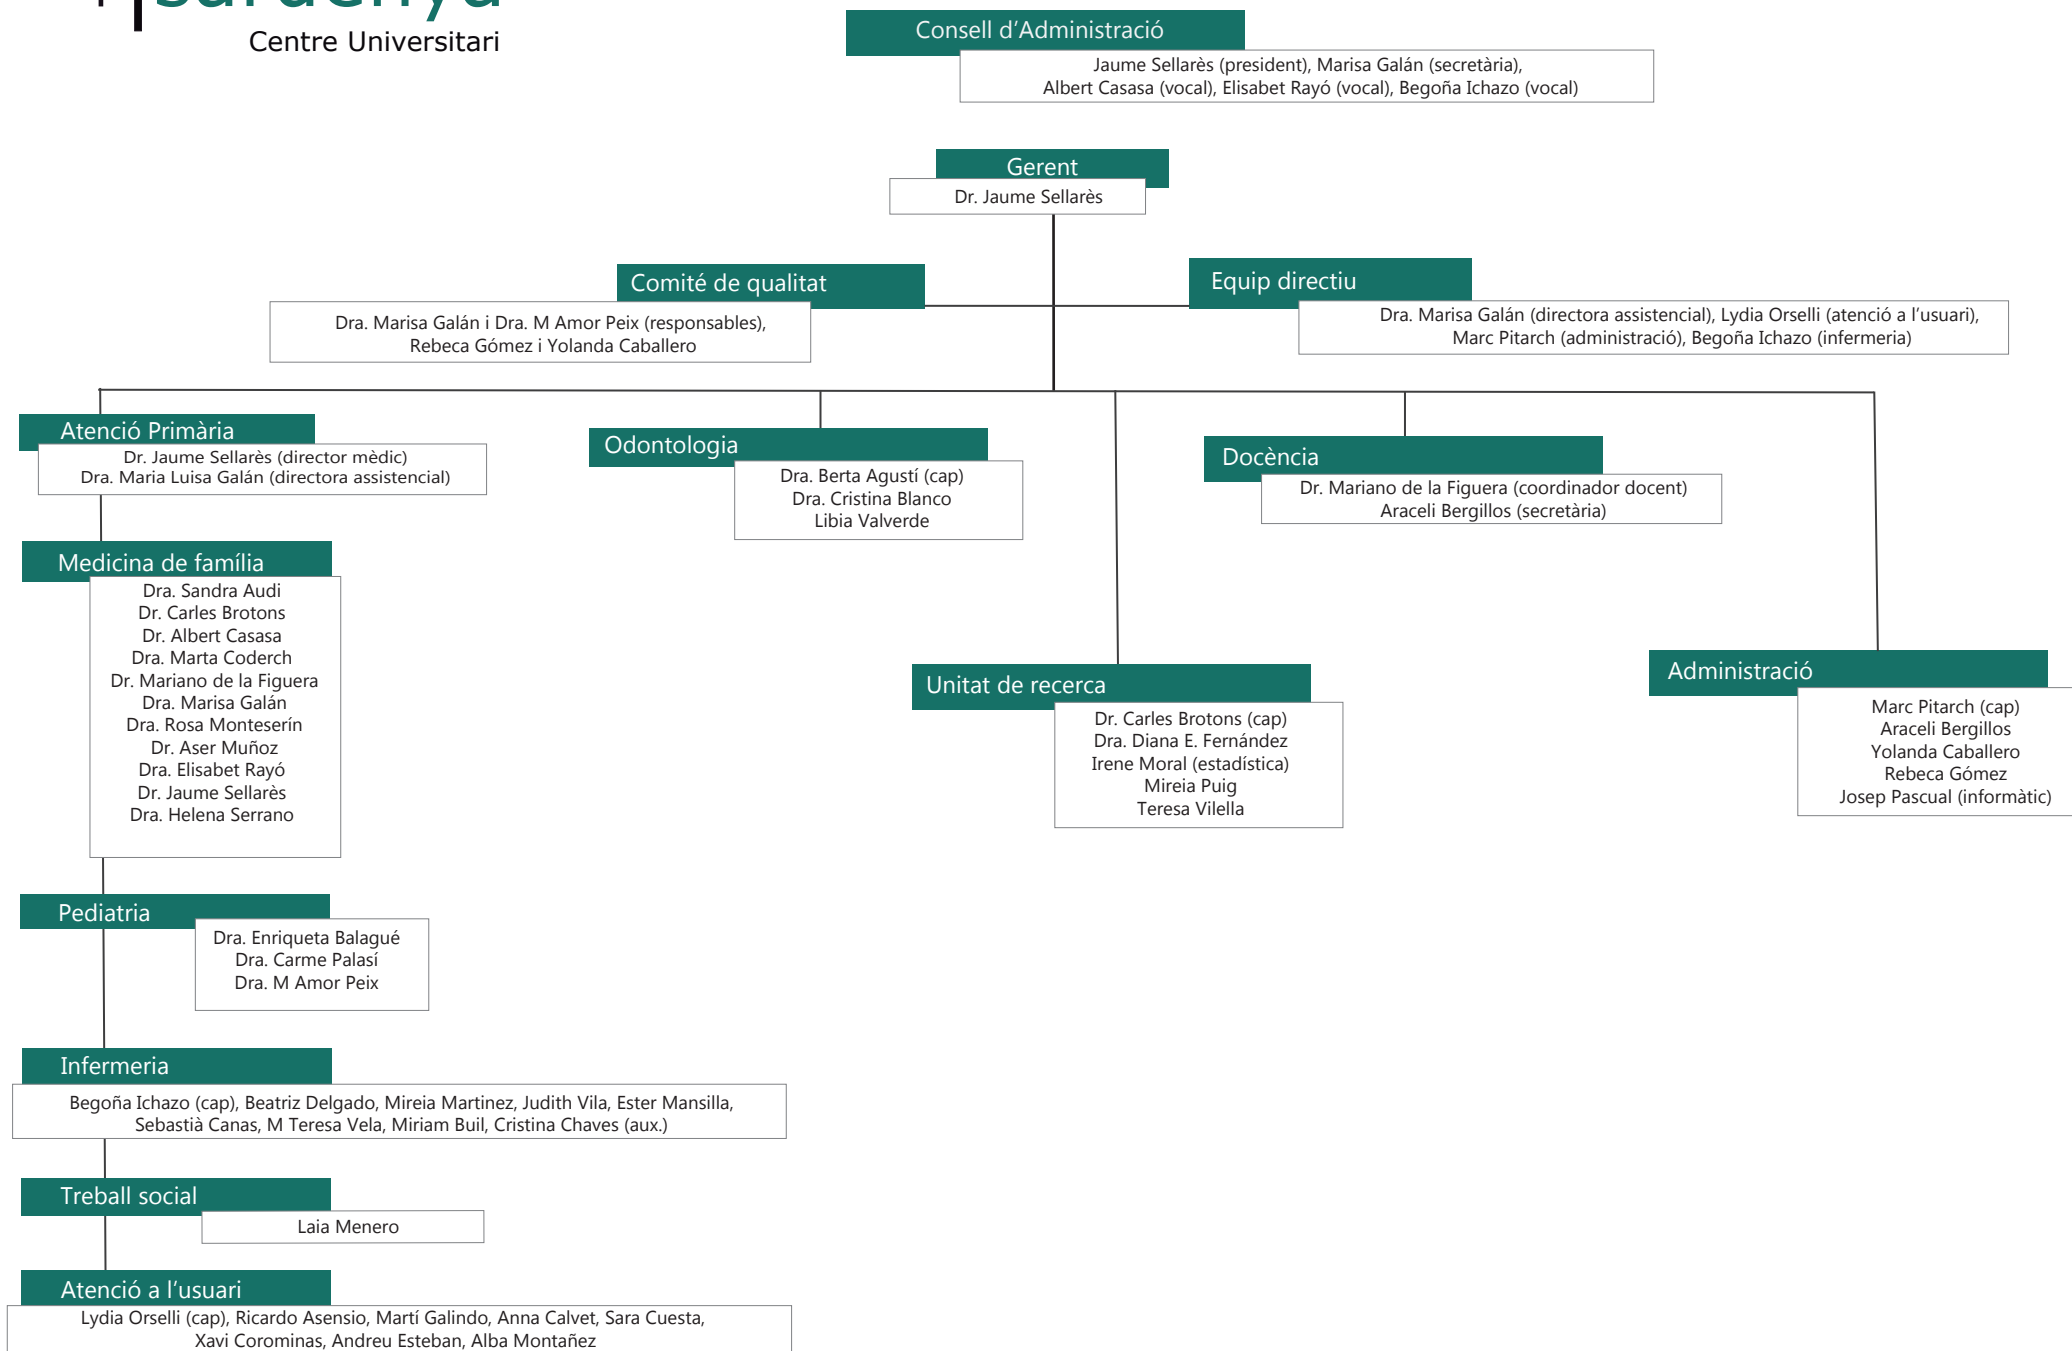 Centre Universitari
Consell d'Administració
Jaume Sellarès (president), Marisa Galán (secretària),
Albert Casasa (vocal), Elisabet Rayó (vocal), Begoña Ichazo (vocal)
Gerent
Dr. Jaume Sellarès
Comité de qualitat
Dra. Marisa Galán i Dra. M Amor Peix (responsables),
Rebeca Gómez i Yolanda Caballero
Equip directiu
Dra. Marisa Galán (directora assistencial), Lydia Orselli (atenció a l'usuari),
Marc Pitarch (administració), Begoña Ichazo (infermeria)
Atenció Primària
Dr. Jaume Sellarès (director mèdic)
Dra. Maria Luisa Galán (directora assistencial)
Odontologia
Dra. Berta Agustí (cap)
Dra. Cristina Blanco
Libia Valverde
Docència
Dr. Mariano de la Figuera (coordinador docent)
Araceli Bergillos (secretària)
Medicina de família
Dra. Sandra Audi
Dr. Carles Brotons
Dr. Albert Casasa
Dra. Marta Coderch
Dr. Mariano de la Figuera
Dra. Marisa Galán
Dra. Rosa Monteserín
Dr. Aser Muñoz
Dra. Elisabet Rayó
Dr. Jaume Sellarès
Dra. Helena Serrano
Unitat de recerca
Dr. Carles Brotons (cap)
Dra. Diana E. Fernández
Irene Moral (estadística)
Mireia Puig
Teresa Vilella
Administració
Marc Pitarch (cap)
Araceli Bergillos
Yolanda Caballero
Rebeca Gómez
Josep Pascual (informàtic)
Pediatria
Dra. Enriqueta Balagué
Dra. Carme Palasí
Dra. M Amor Peix
Infermeria
Begoña Ichazo (cap), Beatriz Delgado, Mireia Martinez, Judith Vila, Ester Mansilla,
Sebastià Canas, M Teresa Vela, Miriam Buil, Cristina Chaves (aux.)
Treball social
Laia Menero
Atenció a l'usuari
Lydia Orselli (cap), Ricardo Asensio, Martí Galindo, Anna Calvet, Sara Cuesta,
Xavi Corominas, Andreu Esteban, Alba Montañez